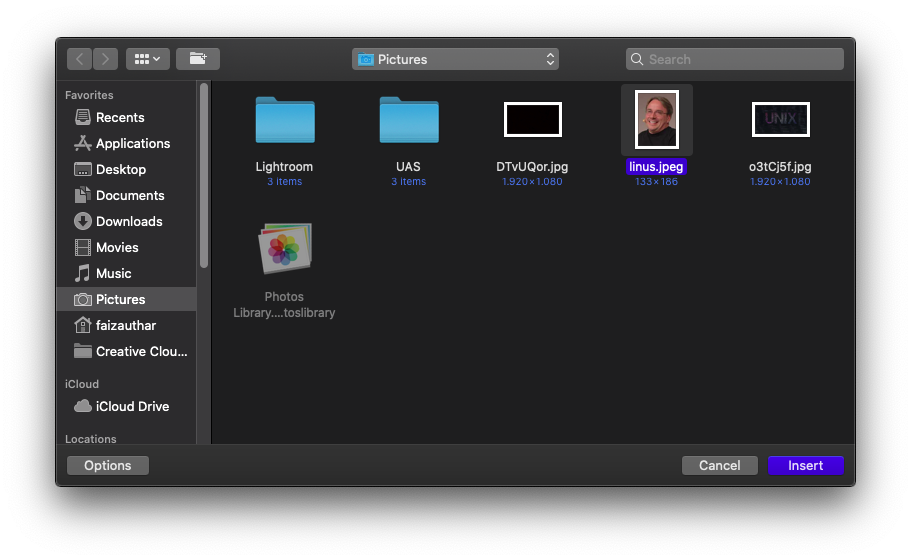 Pictures
Search
Favorites
Recents
Applications
Desktop
Documents
Downloads
Movies
Music
Pictures
faizauthar
Creative Clou...
iCloud
iCloud Drive
Locations
Lightroom
3 items
UAS
3 items
DTvUQor.jpg
1.920×1.080
linus.jpeg
133×186
UNIX
o3tCj5f.jpg
1.920×1.080
Photos
Library....toslibrary
Options
Cancel
Insert